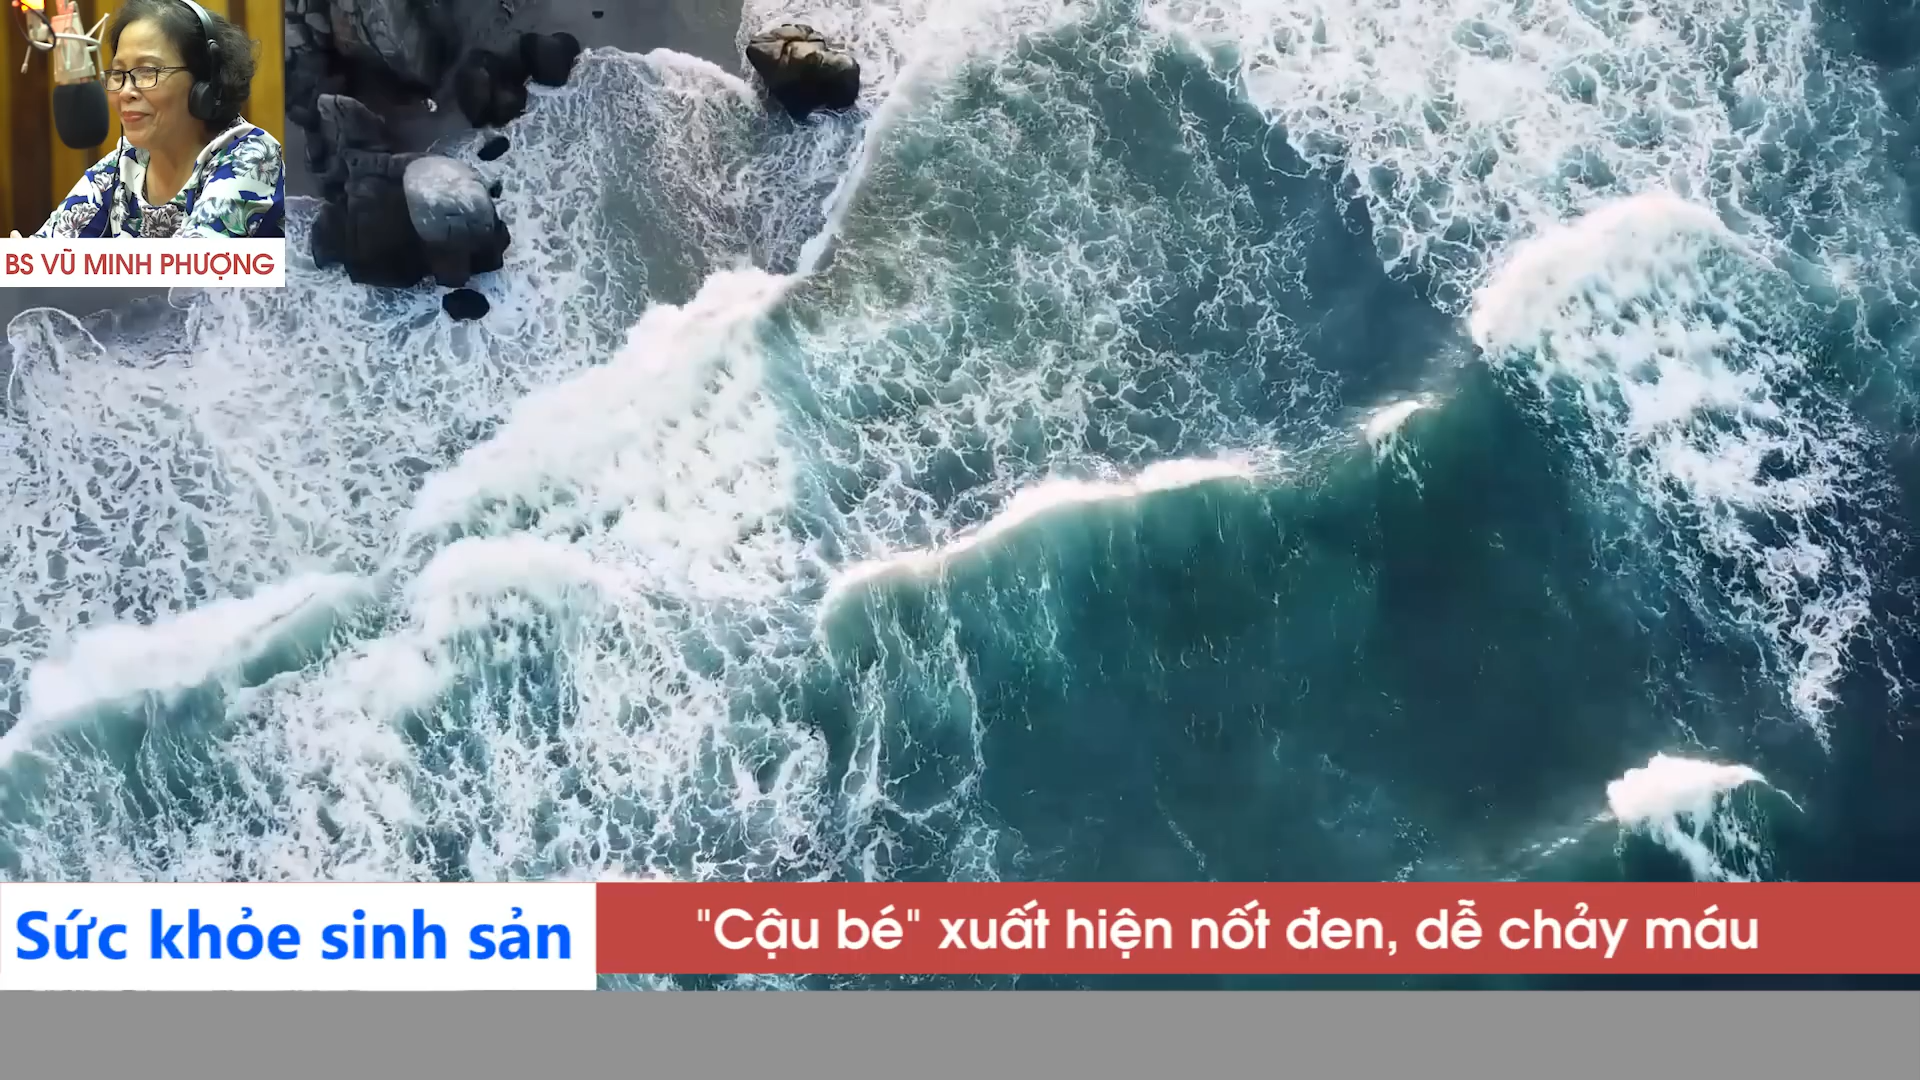 BS VŨ MINH PHƯỢNG
Sức khỏe sinh sản
"Cậu bé" xuất hiện nốt đen, dễ chảy máu